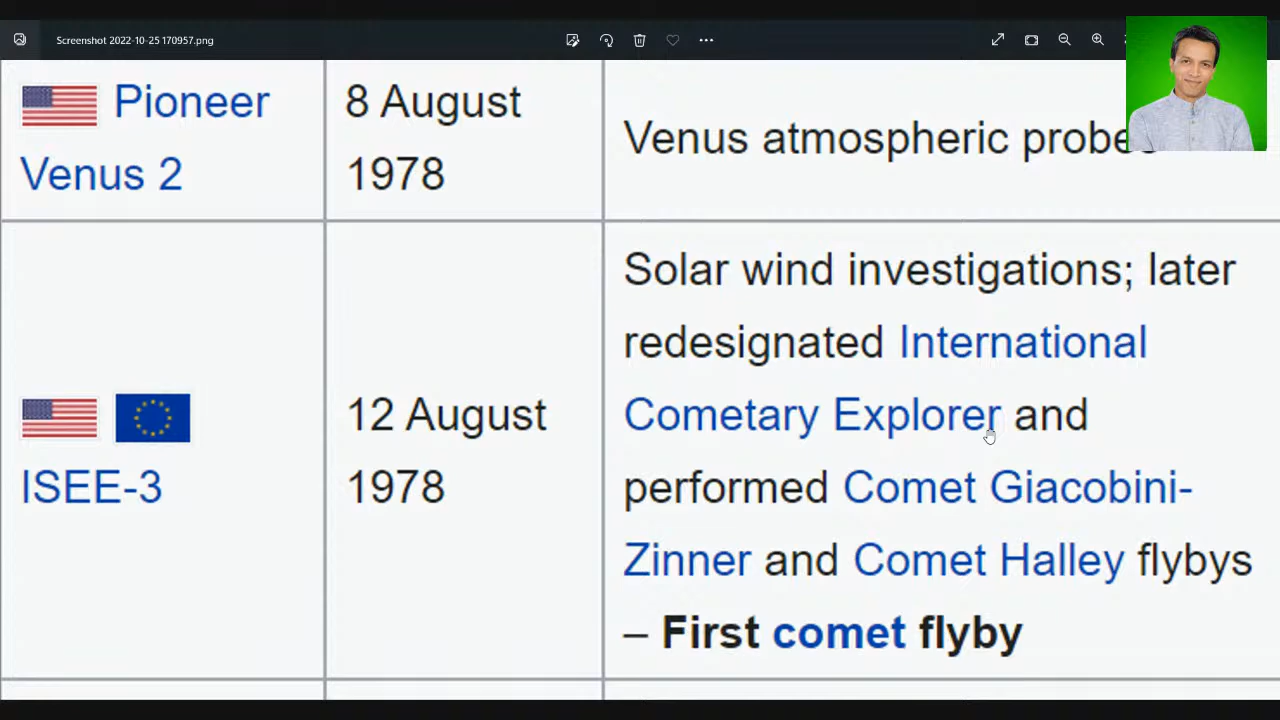 Screenshot 2022-10-25 170957.png
Pioneer
Venus 2
8 August
1978
Venus atmospheric
ISEE-3
12 August
1978
Solar wind investigations; later
redesignated International
Cometary Explorer and
performed Comet Giacobini-
Zinner and Comet Halley flybys
– First comet flyby